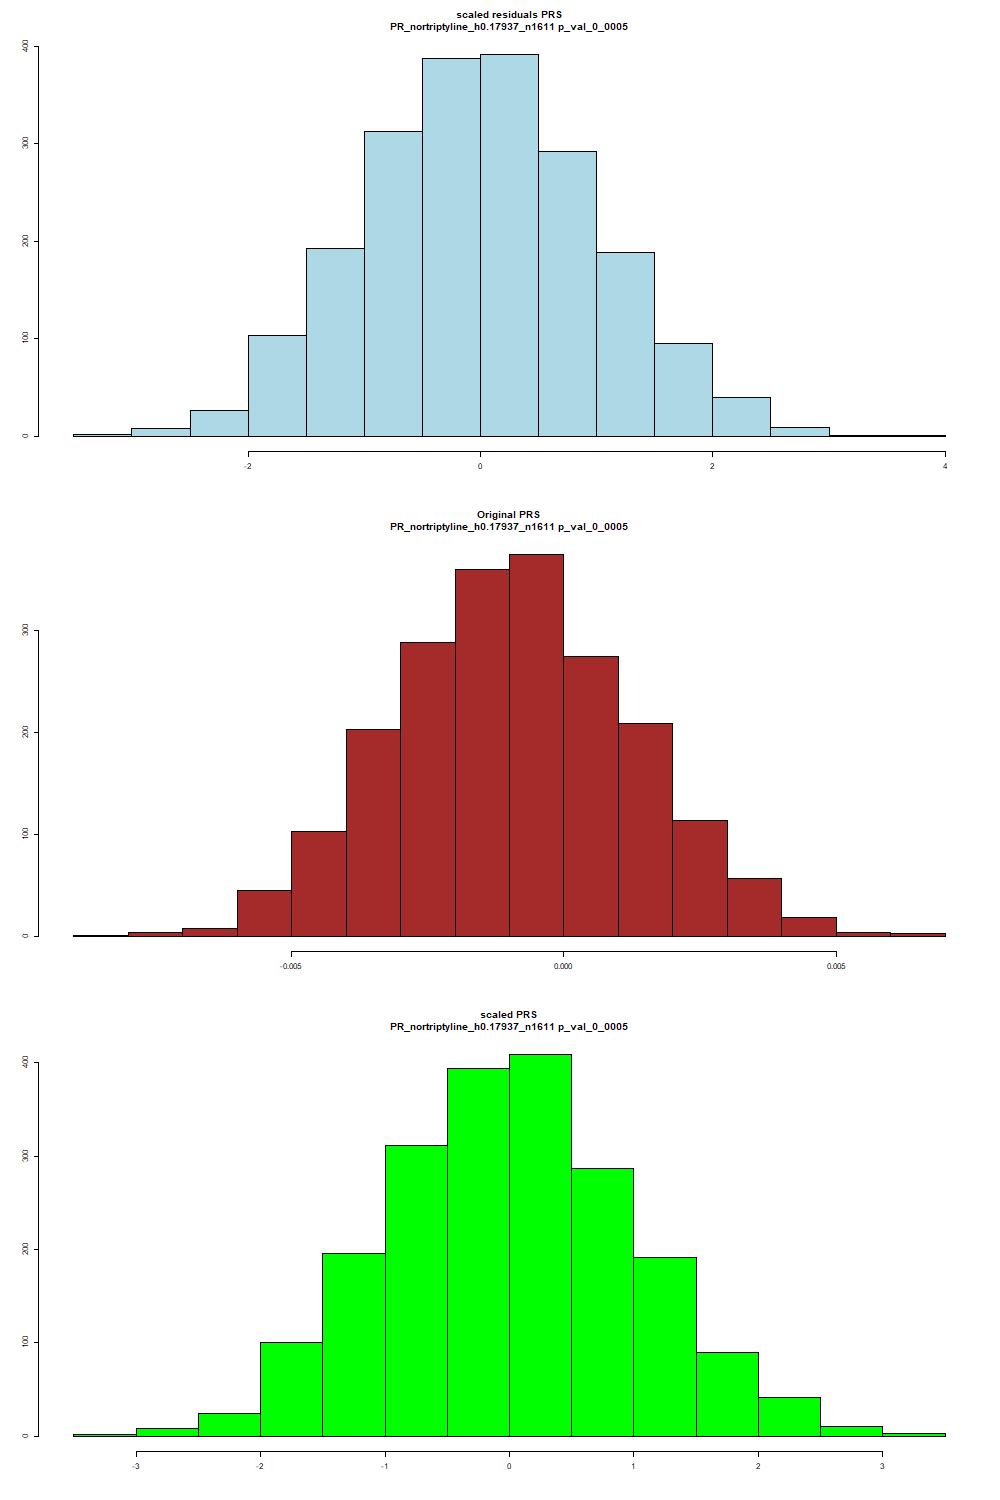 scaled residuals PRS
PR_nortriptyline_h0.17937_n1611 p_val_0_0005
400
300
200
100
0
-2 0 2 4
Original PRS
PR_nortriptyline_h0.17937_n1611 p_val_0_0005
300
200
100
0
-0.005 0.000 0.005
scaled PRS
PR_nortriptyline_h0.17937_n1611 p_val_0_0005
400
300
200
100
0
-3 -2 -1 0 1 2 3